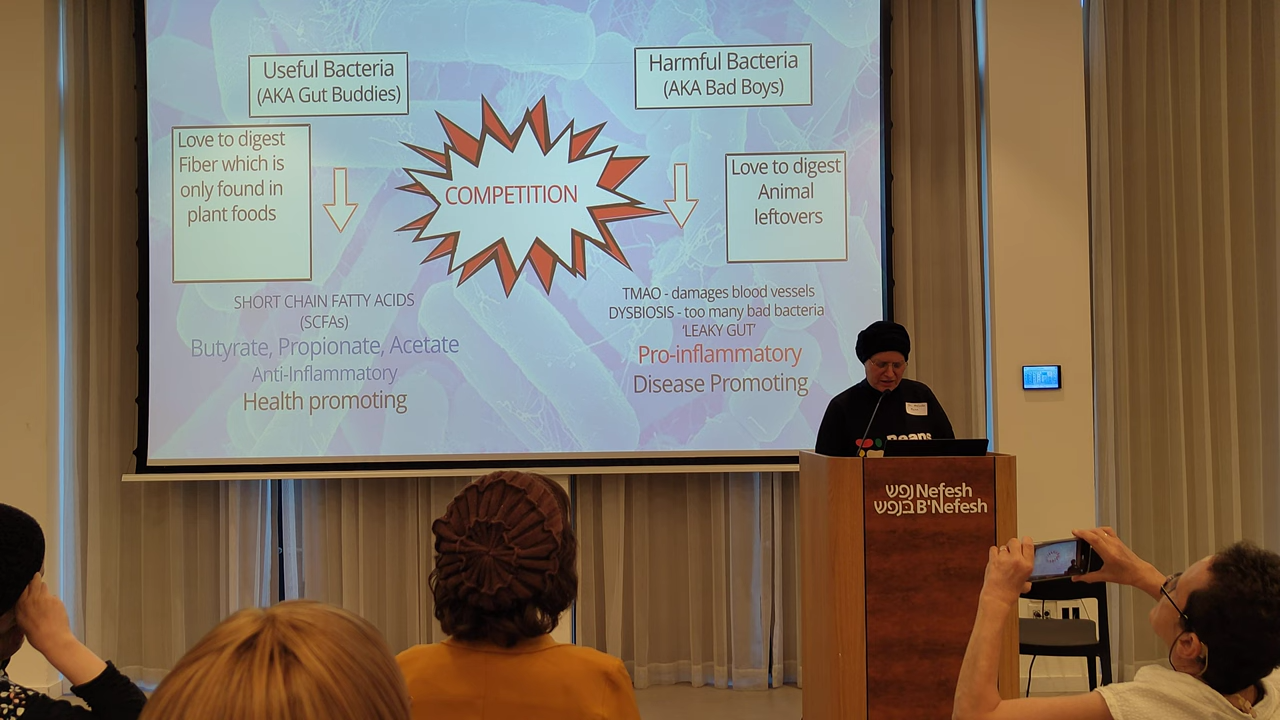 Useful Bacteria
(AKA Gut Buddies)
Harmful Bacteria
(AKA Bad Boys)
Love to digest
Fiber which is
only found in
plant foods
COMPETITION
Love to digest
Animal
leftovers
SHORT CHAIN FATTY ACIDS
(SCFAs)
Butyrate, Propionate, Acetate
Anti-Inflammatory
Health promoting
TMAO - damages blood vessels
DYSBIOSIS - too many bad bacteria
'LEAKY GUT'
Pro-inflammatory
Disease Promoting
Beans
נפש Nefesh
בנפש B'Nefesh